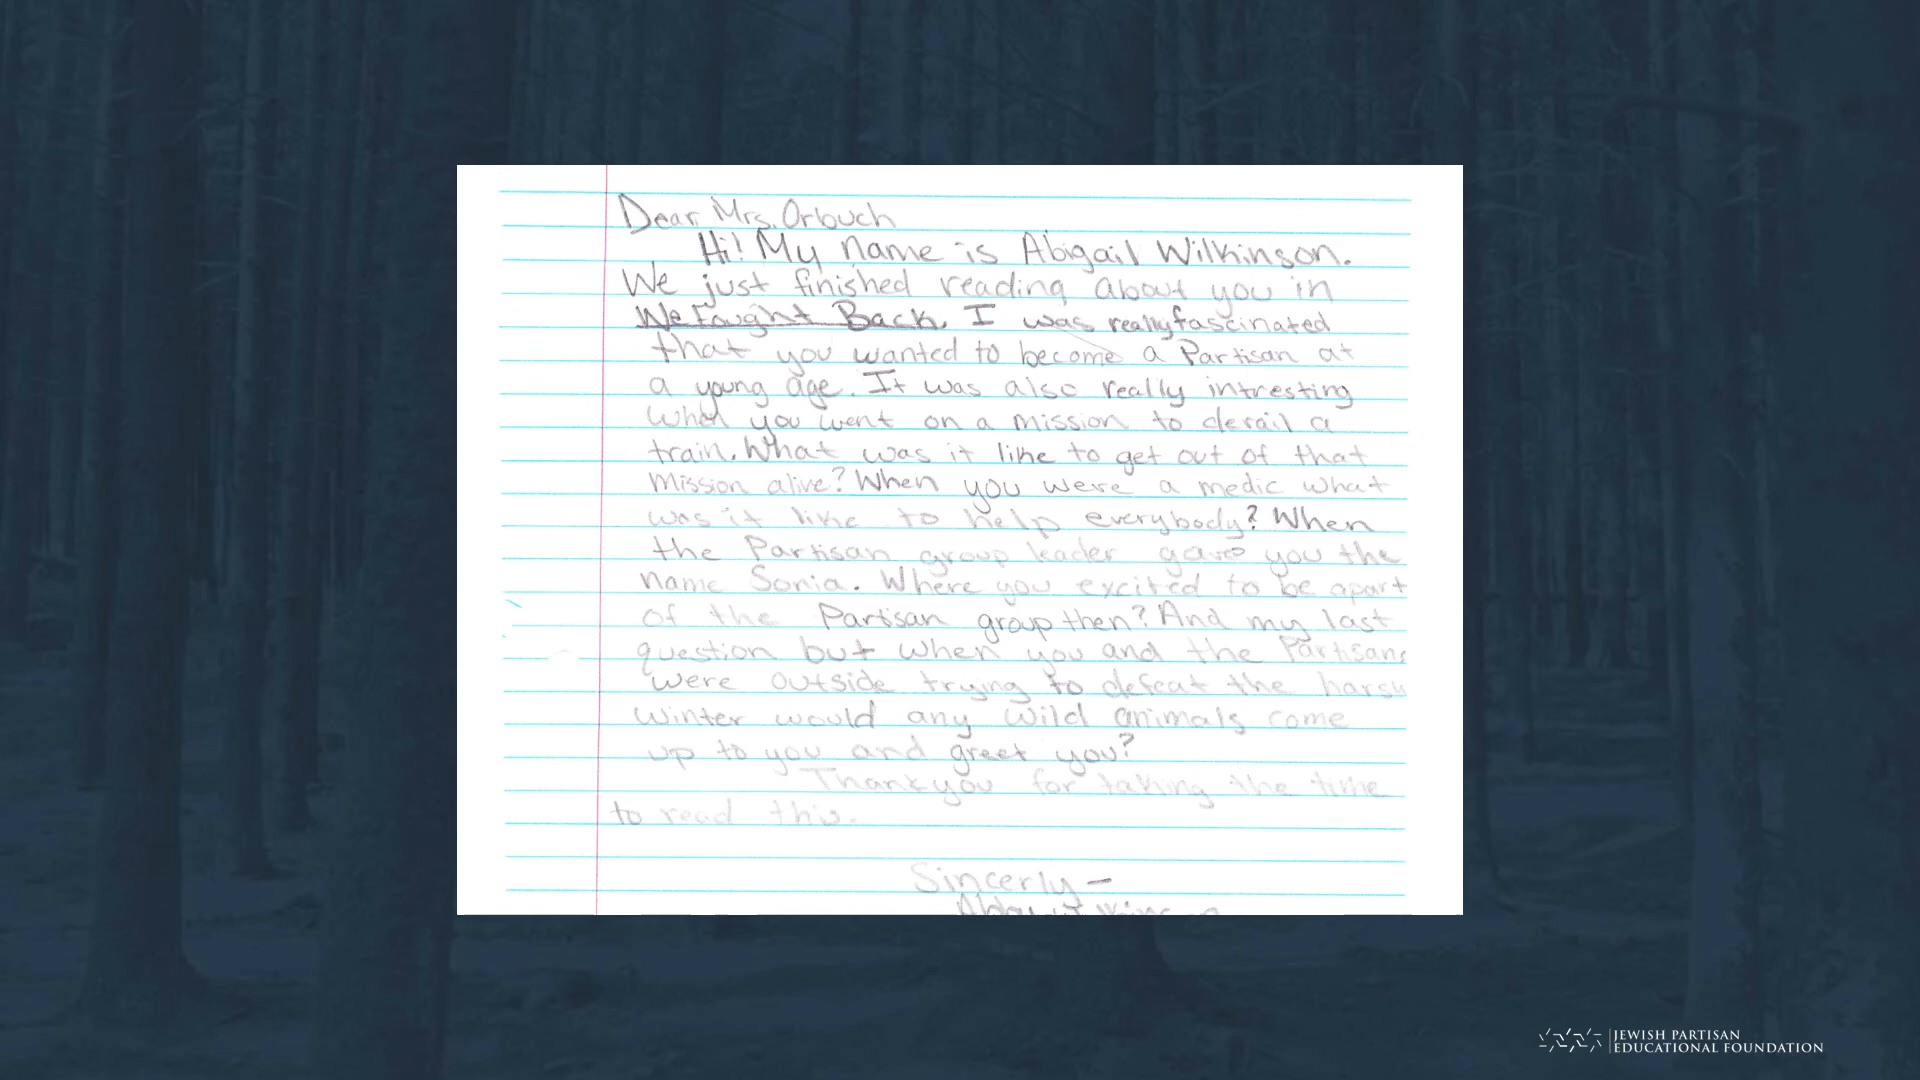 Dear Mrs. Orbuch
Hi! My name is Abigail Wilkinson.
We just finished reading about you in
We Fought Back. I was really fascinated
that you wanted to become a Partisan at
a young age. It was also really intresting
when you went on a mission to derail a
train. What was it like to get out of that
Mission alive? When you were a medic what
was it like to help everybody? When
the Partisan group leader gave you the
name Sonia. Where you excited to be apart
of the Partisan group then? And my last
question but when you and the Partisans
were outside trying to defeat the harsh
winter would any wild animals come
up to you and greet you?
Thank you for taking the time
to read this.
Sincerly -
JEWISH PARTISAN
EDUCATIONAL FOUNDATION